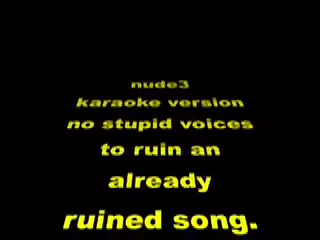 nude3
karaoke version
no stupid voices
to ruin an
already
ruined song.